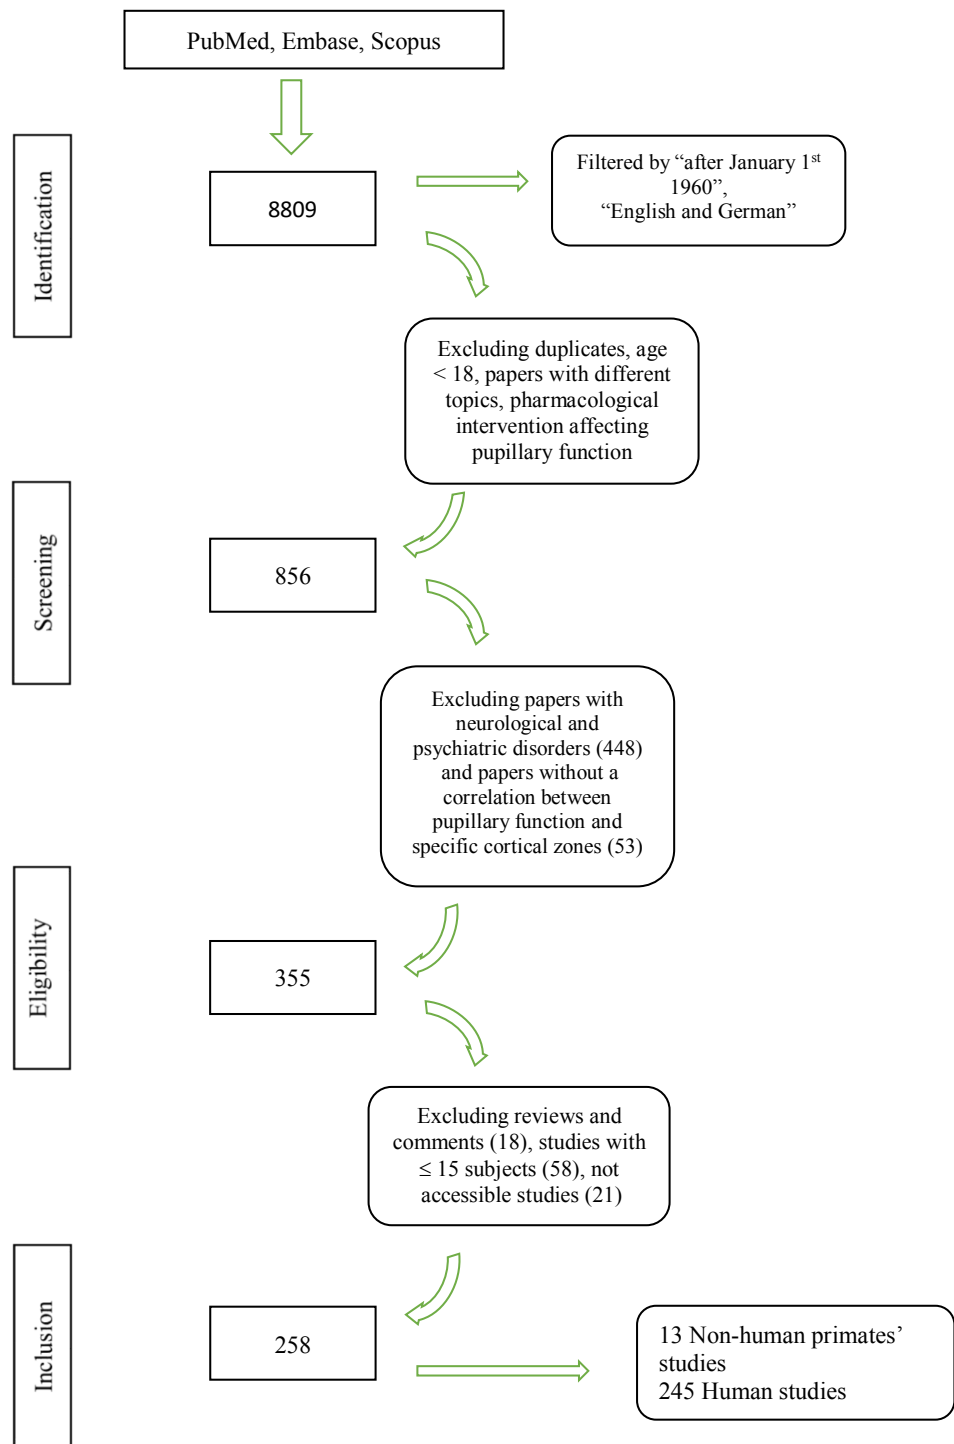 PubMed, Embase, Scopus
Identification
8809
Filtered by “after January 1st
1960”,
“English and German”
Excluding duplicates, age
< 18, papers with different
topics, pharmacological
intervention affecting
pupillary function
Screening
856
Excluding papers with
neurological and
psychiatric disorders (448)
and papers without a
correlation between
pupillary function and
specific cortical zones (53)
Eligibility
355
Excluding reviews and
comments (18), studies with
≤ 15 subjects (58), not
accessible studies (21)
Inclusion
258
13 Non-human primates’
studies
245 Human studies